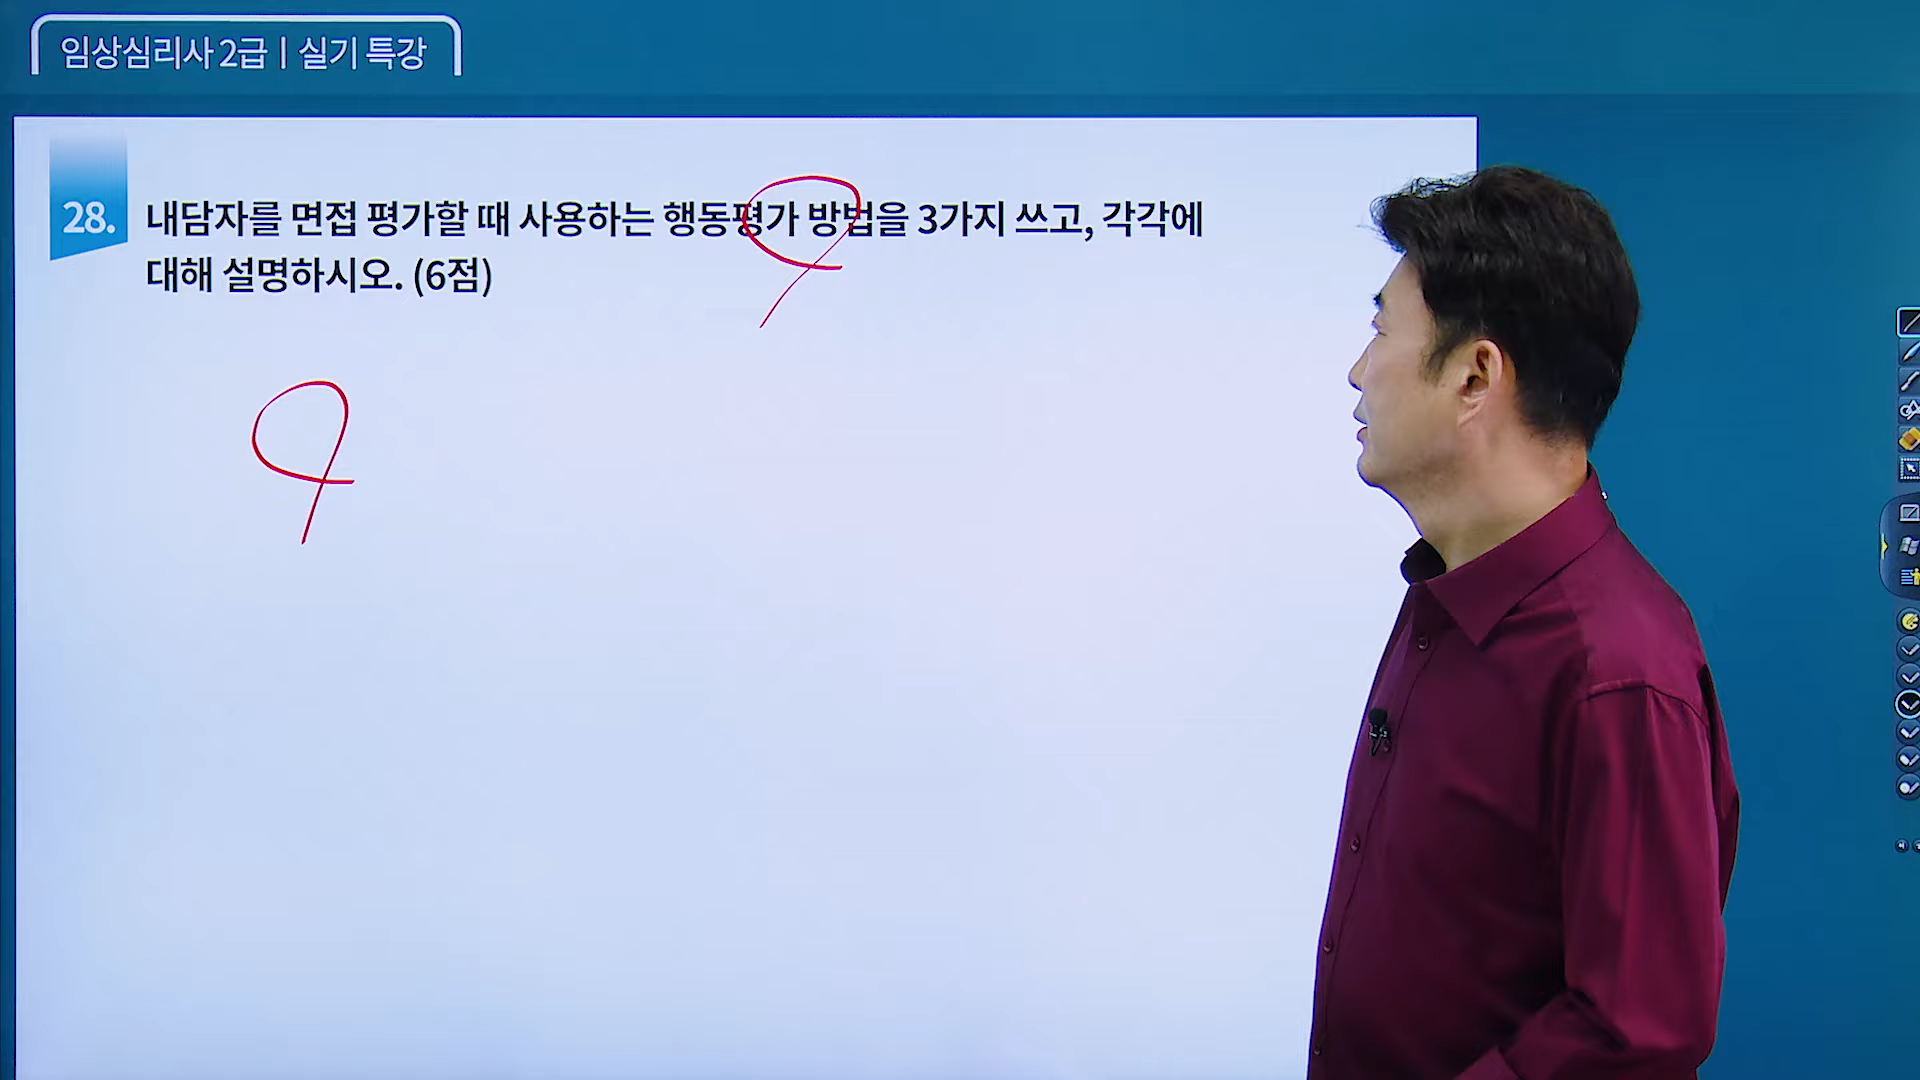 임상심리사 2급 | 실기 특강
28. 내담자를 면접 평가할 때 사용하는 행동평가 방법을 3가지 쓰고, 각각에
대해 설명하시오. (6점)